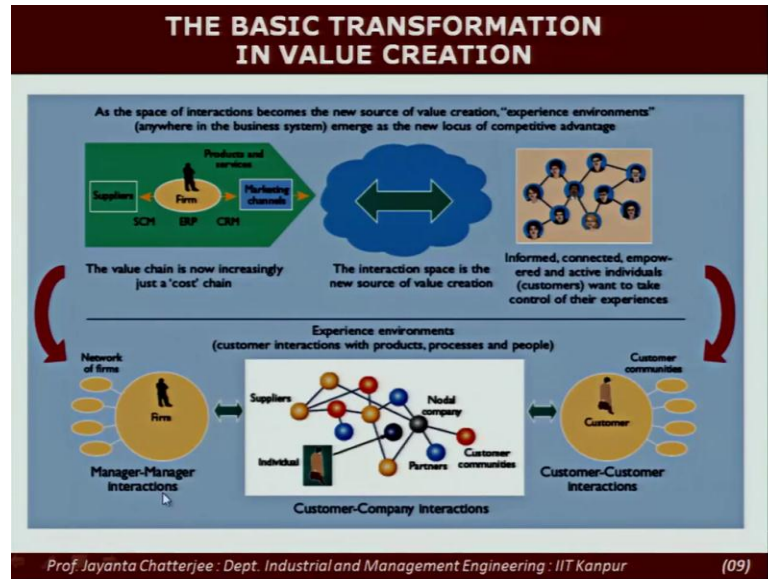 THE BASIC TRANSFORMATION
IN VALUE CREATION
As the space of interactions becomes the new source of value creation, "experience environments"
(anywhere in the business system) emerge as the new locus of competitive advantage
Products and
services
Suppliers
Firm
Marketing
channels
SCM
ERP
CRM
The value chain is now increasingly
just a 'cost' chain
The interaction space is the
new source of value creation
Informed, connected, empow-
ered and active individuals
(customers) want to take
control of their experiences
Experience environments
(customer interactions with products, processes and people)
Network
of firms
Firm
Manager-Manager
interactions
Suppliers
Nodal
company
Individual
Partners
Customer
communities
Customer-Company interactions
Customer
communities
Customer
Customer-Customer
interactions
Prof. Jayanta Chatterjee : Dept. Industrial and Management Engineering : IIT Kanpur
(09)